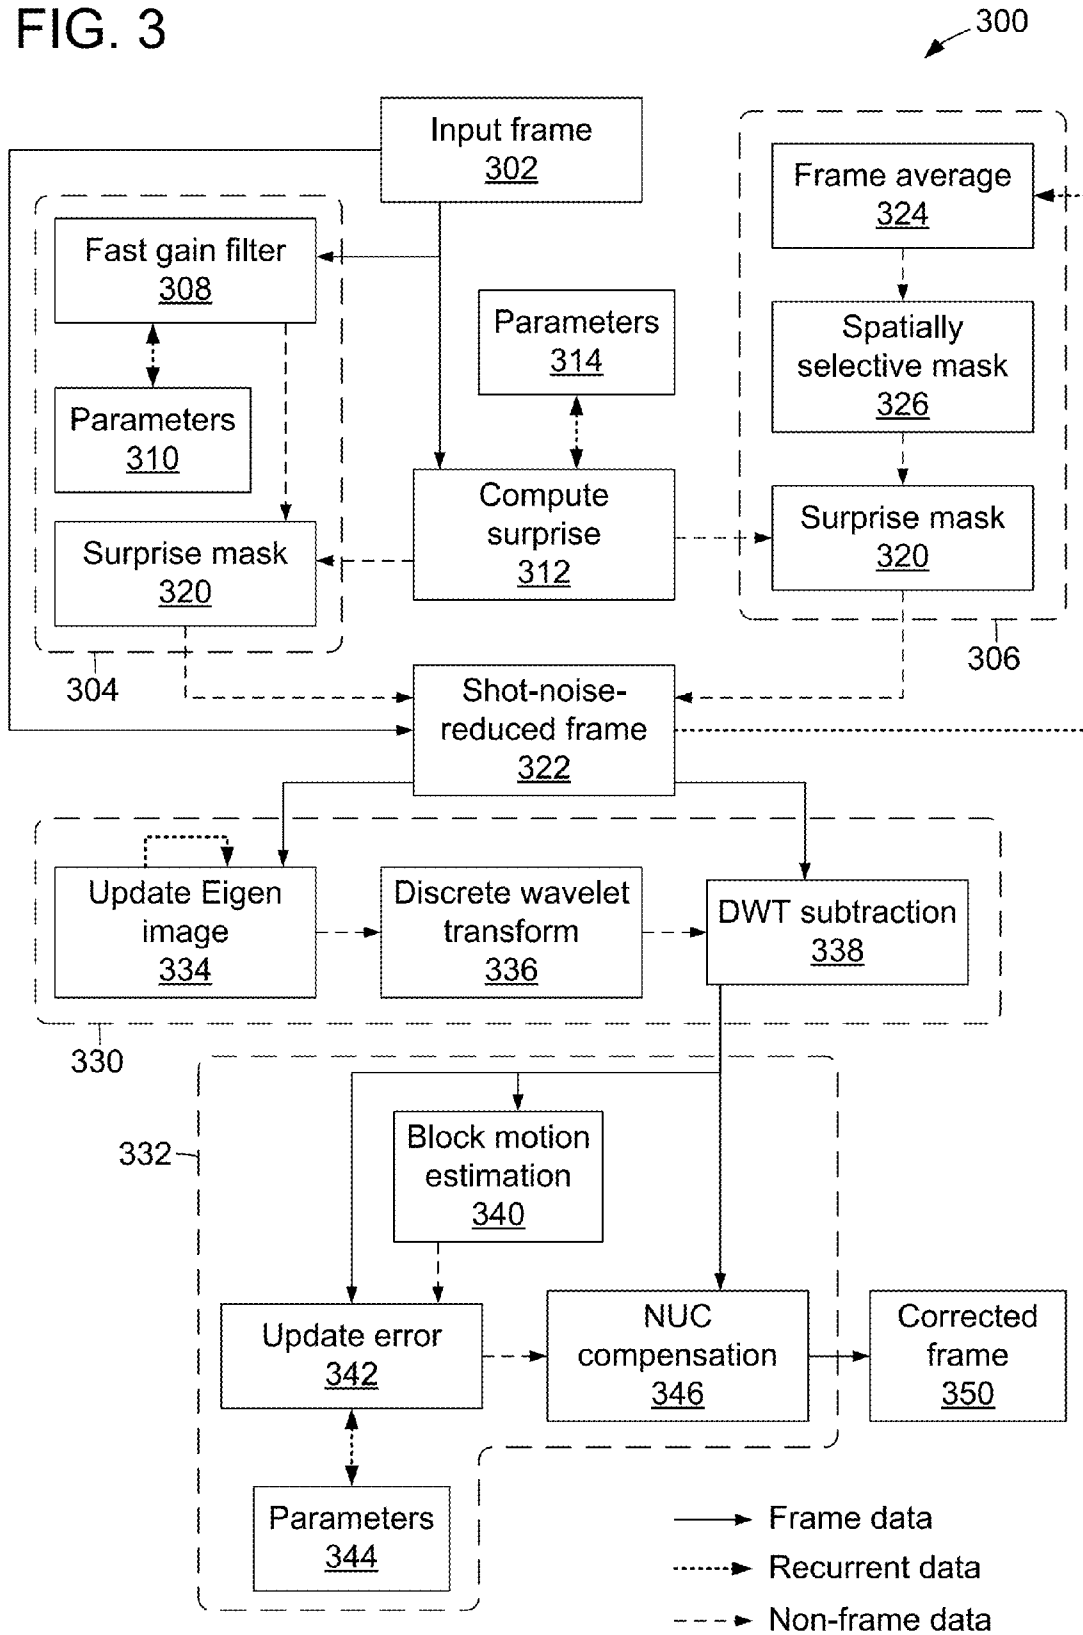 FIG. 3
300
Input frame
302
Frame average
324
Fast gain filter
308
Parameters
314
Spatially
selective mask
326
Parameters
310
Compute
surprise
312
Surprise mask
320
Surprise mask
320
304
306
Shot-noise-
reduced frame
322
Update Eigen
image
334
Discrete wavelet
transform
336
DWT subtraction
338
330
332
Block motion
estimation
340
Update error
342
NUC
compensation
346
Corrected
frame
350
Parameters
344
Frame data
Recurrent data
Non-frame data